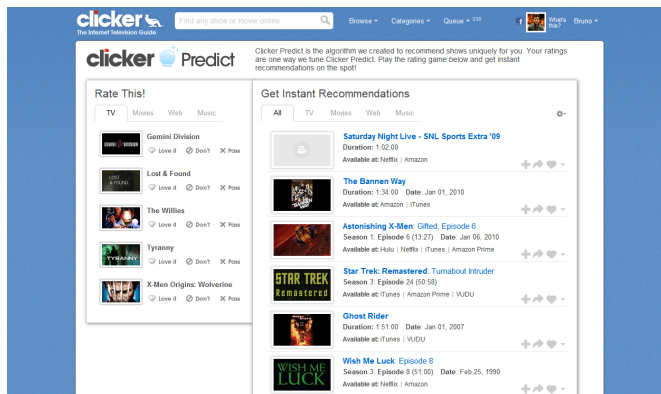 clicker
The Internet Television Guide
Find any show or movie online
Browse
Categories
Queue 330
f
What's this?
Bruno
clicker Predict
Clicker Predict is the algorithm we created to recommend shows uniquely for you. Your ratings
are one way we tune Clicker Predict. Play the rating game below and get instant
recommendations on the spot!
Rate This!
TV Movies Web Music
Gemini Division
Love it Don't Pass
LOST & FOUND
Lost & Found
Love it Don't Pass
The Willies
Love it Don't Pass
TYRANNY
Tyranny
Love it Don't Pass
X-Men Origins: Wolverine
Love it Don't Pass
Get Instant Recommendations
All TV Movies Web Music
Saturday Night Live - SNL Sports Extra '09
Duration: 1:02:00
Available at: Netflix | Amazon
The Bannen Way
Duration: 1:34:00 Date: Jan 01, 2010
Available at: Amazon | iTunes
Astonishing X-Men: Gifted, Episode 6
Season 1: Episode 6 (13:27) Date: Jan 06, 2010
Available at: Hulu | Netflix | iTunes | Amazon Prime
STAR TREK
Remastered
Star Trek: Remastered: Turnabout Intruder
Season 3: Episode 24 (50:58)
Available at: iTunes | Amazon Prime | VUDU
Ghost Rider
Duration: 1:51:00 Date: Jan 01, 2007
Available at: iTunes | VUDU
WISH ME
LUCK
Wish Me Luck: Episode 8
Season 3: Episode 8 (51:00) Date: Feb 25, 1990
Available at: Netflix | Amazon